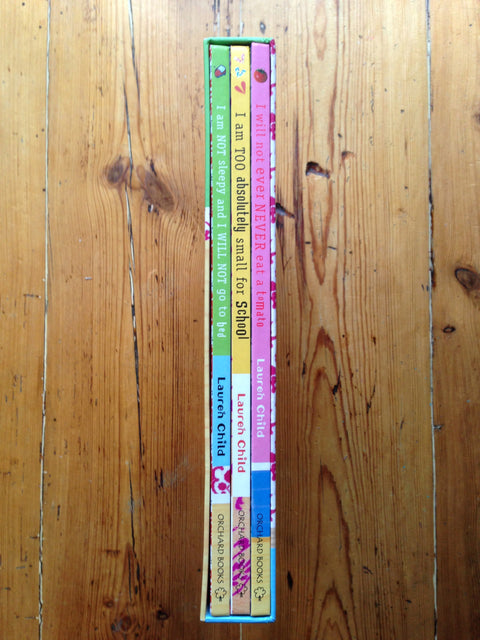 I will not ever NEVER eat a tomato Lauren Child ORCHARD BOOKS
I am TOO absolutely small for School Lauren Child ORCHARD BOOKS
I am NOT sleepy and I WILL NOT go to bed Lauren Child ORCHARD BOOKS